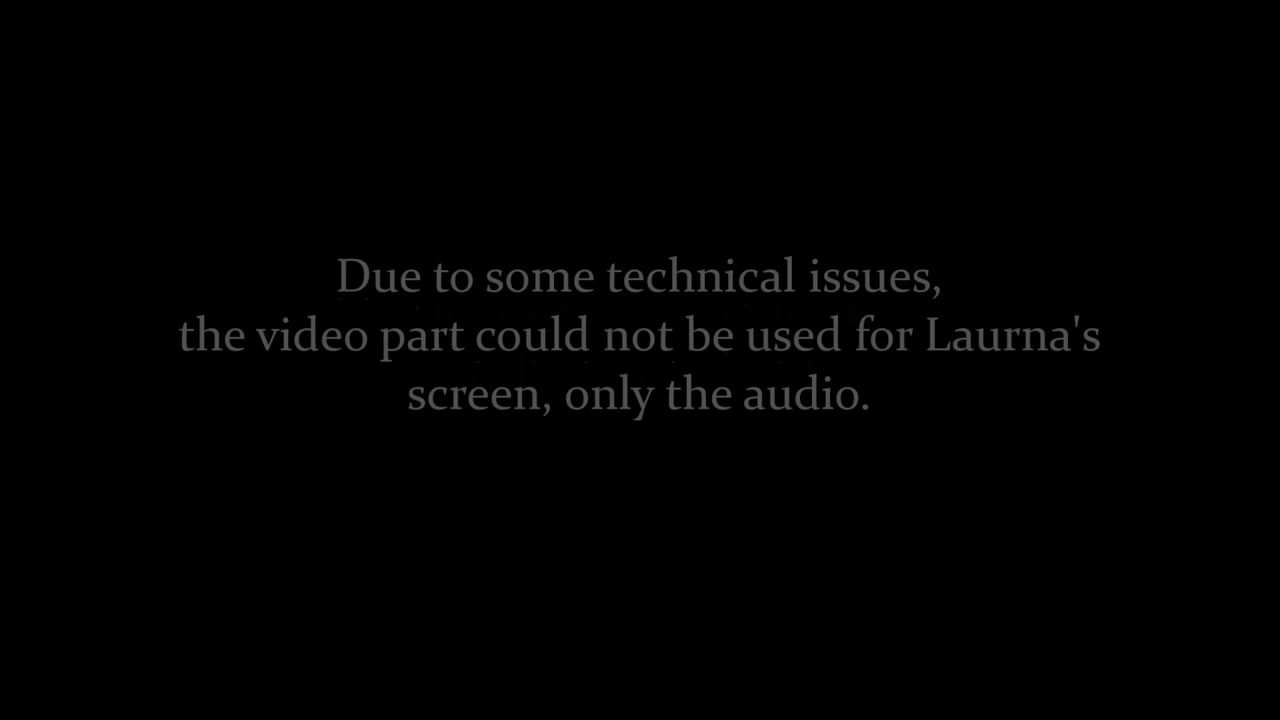 Due to some technical issues,
the video part could not be used for Laurna's
screen, only the audio.